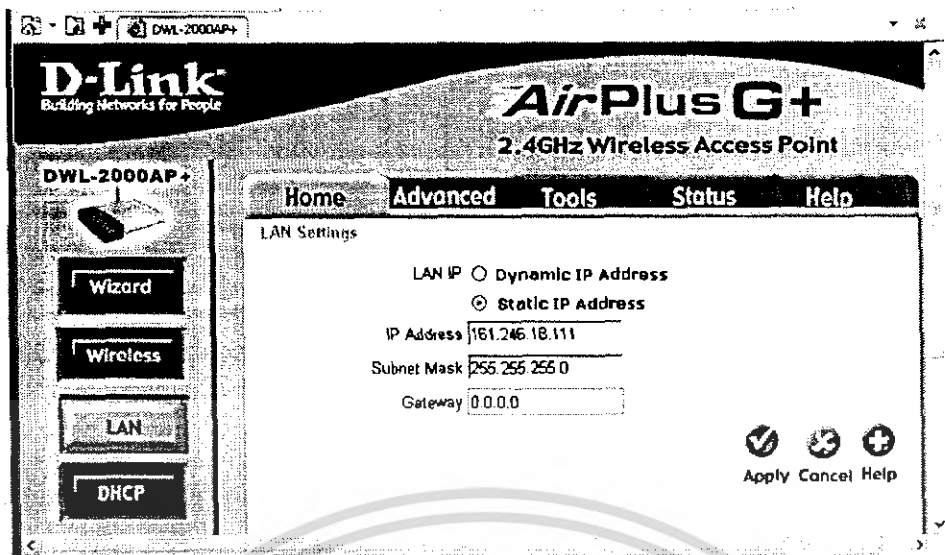 DWL-2000AP+
D-Link
Building Networks for People
AirPlus G+
2.4GHz Wireless Access Point
DWL-2000AP+
Home Advanced Tools Status Help
LAN Settings
LAN IP Dynamic IP Address
Static IP Address
IP Address 161.246.18.111
Subnet Mask 255.255.255.0
Gateway 0.0.0.0
Wizard
Wireless
LAN
DHCP
Apply Cancel Help